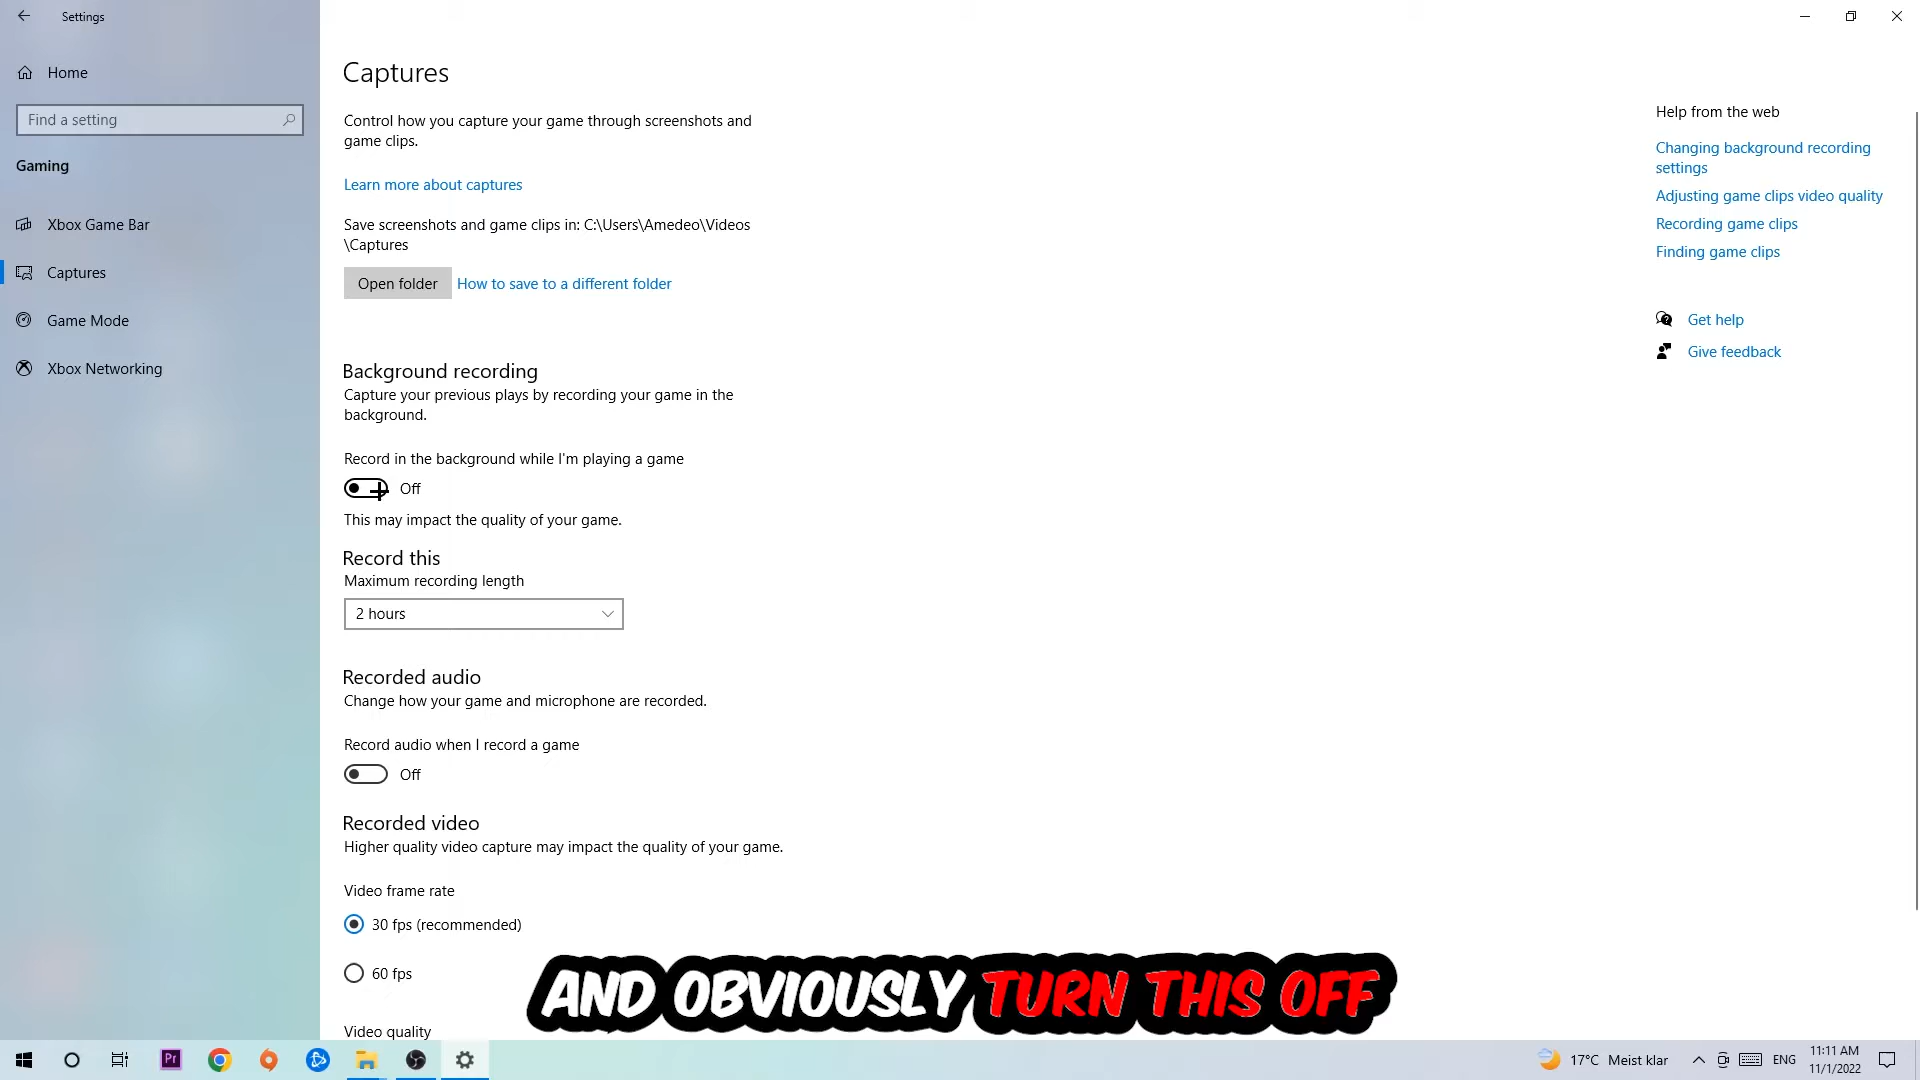 Settings
Home
Find a setting
Gaming
Xbox Game Bar
Captures
Game Mode
Xbox Networking
Captures
Control how you capture your game through screenshots and
game clips.
Learn more about captures
Save screenshots and game clips in: C:\Users\Amedeo\Videos
\Captures
Open folder
How to save to a different folder
Background recording
Capture your previous plays by recording your game in the
background.
Record in the background while I'm playing a game
Off
This may impact the quality of your game.
Record this
Maximum recording length
2 hours
Recorded audio
Change how your game and microphone are recorded.
Record audio when I record a game
Off
Recorded video
Higher quality video capture may impact the quality of your game.
Video frame rate
30 fps (recommended)
60 fps
Video quality
Help from the web
Changing background recording
settings
Adjusting game clips video quality
Recording game clips
Finding game clips
Get help
Give feedback
AND OBVIOUSLY TURN THIS OFF
Pr
17°C Meist klar
ENG
11:11 AM
11/1/2022